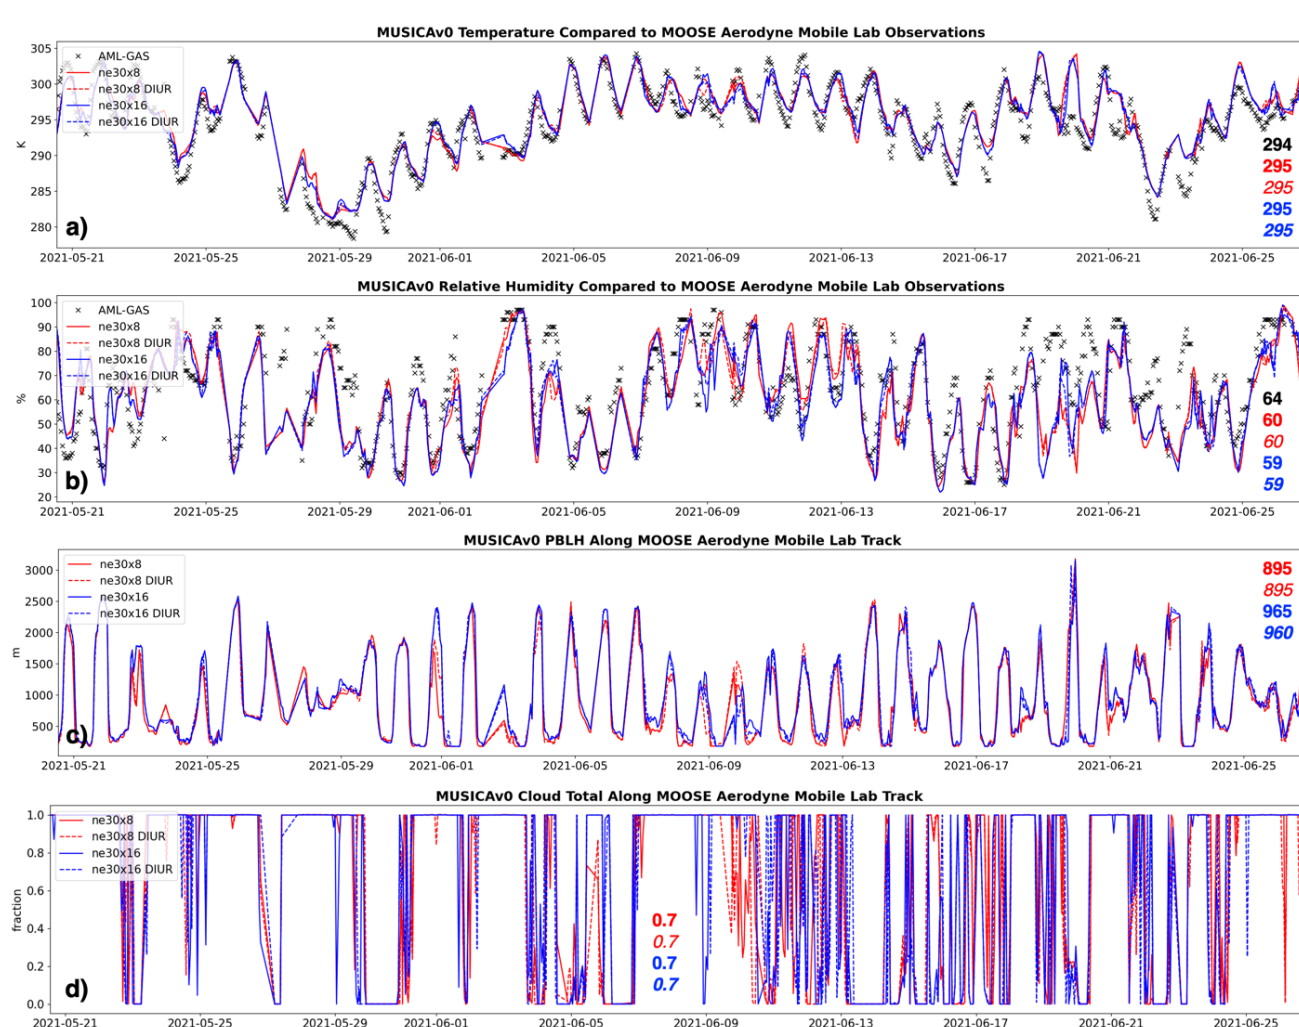 MUSICAv0 Temperature Compared to MOOSE Aerodyne Mobile Lab Observations
305
300
295
290
285
280
K
AML-GAS
ne30x8
ne30x8 DIUR
ne30x16
ne30x16 DIUR
294
295
295
295
295
a)
2021-05-21 2021-05-25 2021-05-29 2021-06-01 2021-06-05 2021-06-09 2021-06-13 2021-06-17 2021-06-21 2021-06-25
MUSICAv0 Relative Humidity Compared to MOOSE Aerodyne Mobile Lab Observations
100
90
80
70
60
50
40
30
20
%
AML-GAS
ne30x8
ne30x8 DIUR
ne30x16
ne30x16 DIUR
64
60
60
59
59
b)
2021-05-21 2021-05-25 2021-05-29 2021-06-01 2021-06-05 2021-06-09 2021-06-13 2021-06-17 2021-06-21 2021-06-25
MUSICAv0 PBLH Along MOOSE Aerodyne Mobile Lab Track
3000
2500
2000
1500
1000
500
m
ne30x8
ne30x8 DIUR
ne30x16
ne30x16 DIUR
895
895
965
960
c)
2021-05-21 2021-05-25 2021-05-29 2021-06-01 2021-06-05 2021-06-09 2021-06-13 2021-06-17 2021-06-21 2021-06-25
MUSICAv0 Cloud Total Along MOOSE Aerodyne Mobile Lab Track
1.0
0.8
0.6
0.4
0.2
0.0
fraction
ne30x8
ne30x8 DIUR
ne30x16
ne30x16 DIUR
0.7
0.7
0.7
0.7
d)
2021-05-21 2021-05-25 2021-05-29 2021-06-01 2021-06-05 2021-06-09 2021-06-13 2021-06-17 2021-06-21 2021-06-25